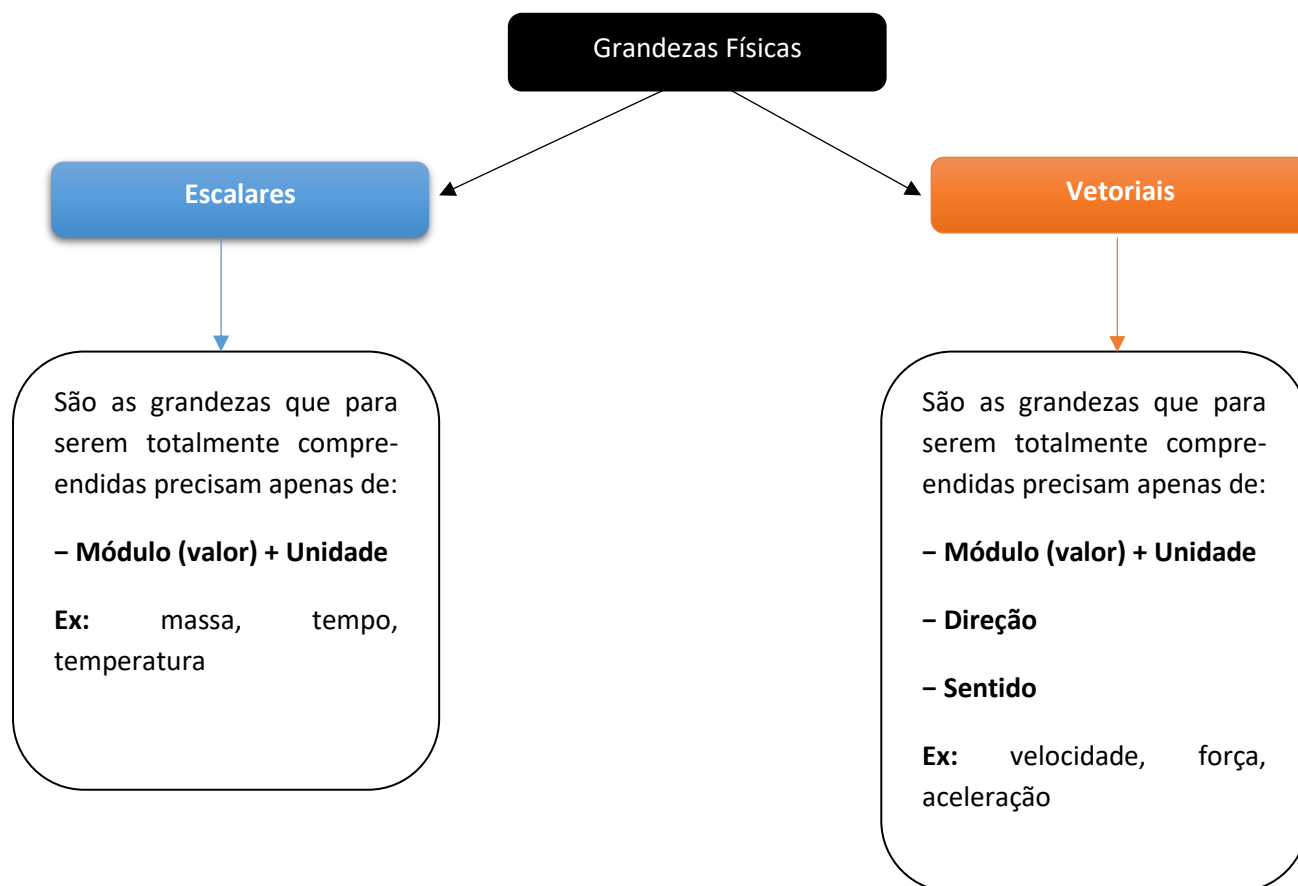 Grandezas Físicas
Escalares
Vetoriais
São as grandezas que para
serem totalmente compre-
endidas precisam apenas de:
− Módulo (valor) + Unidade
Ex: massa, tempo,
temperatura
São as grandezas que para
serem totalmente compre-
endidas precisam apenas de:
− Módulo (valor) + Unidade
− Direção
− Sentido
Ex: velocidade, força,
aceleração